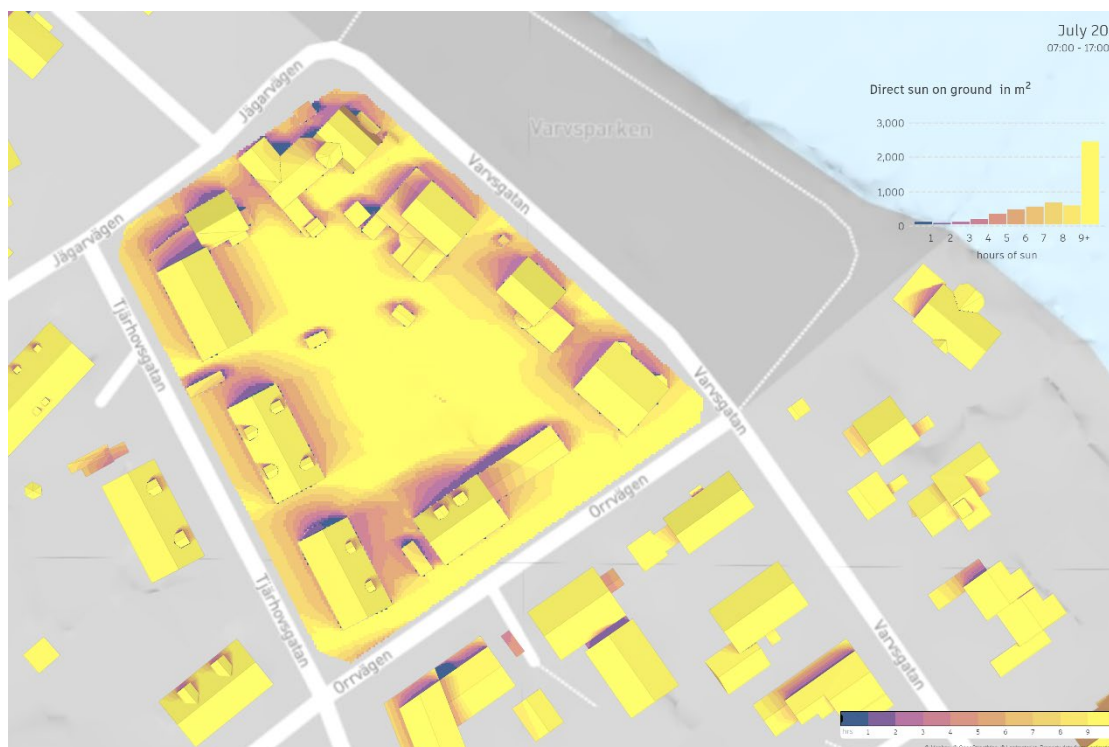 July 20
07:00 - 17:00
Direct sun on ground in m²
3,000
2,000
1,000
0
1 2 3 4 5 6 7 8 9+
hours of sun
Jägarvägen
Varvsparken
Varvsgatan
Jägarvägen
Tjärhovsgatan
Varvsgatan
Orrvägen
Tjärhovsgatan
Orrvägen
Varvsgatan
hrs 1 2 3 4 5 6 7 8 9